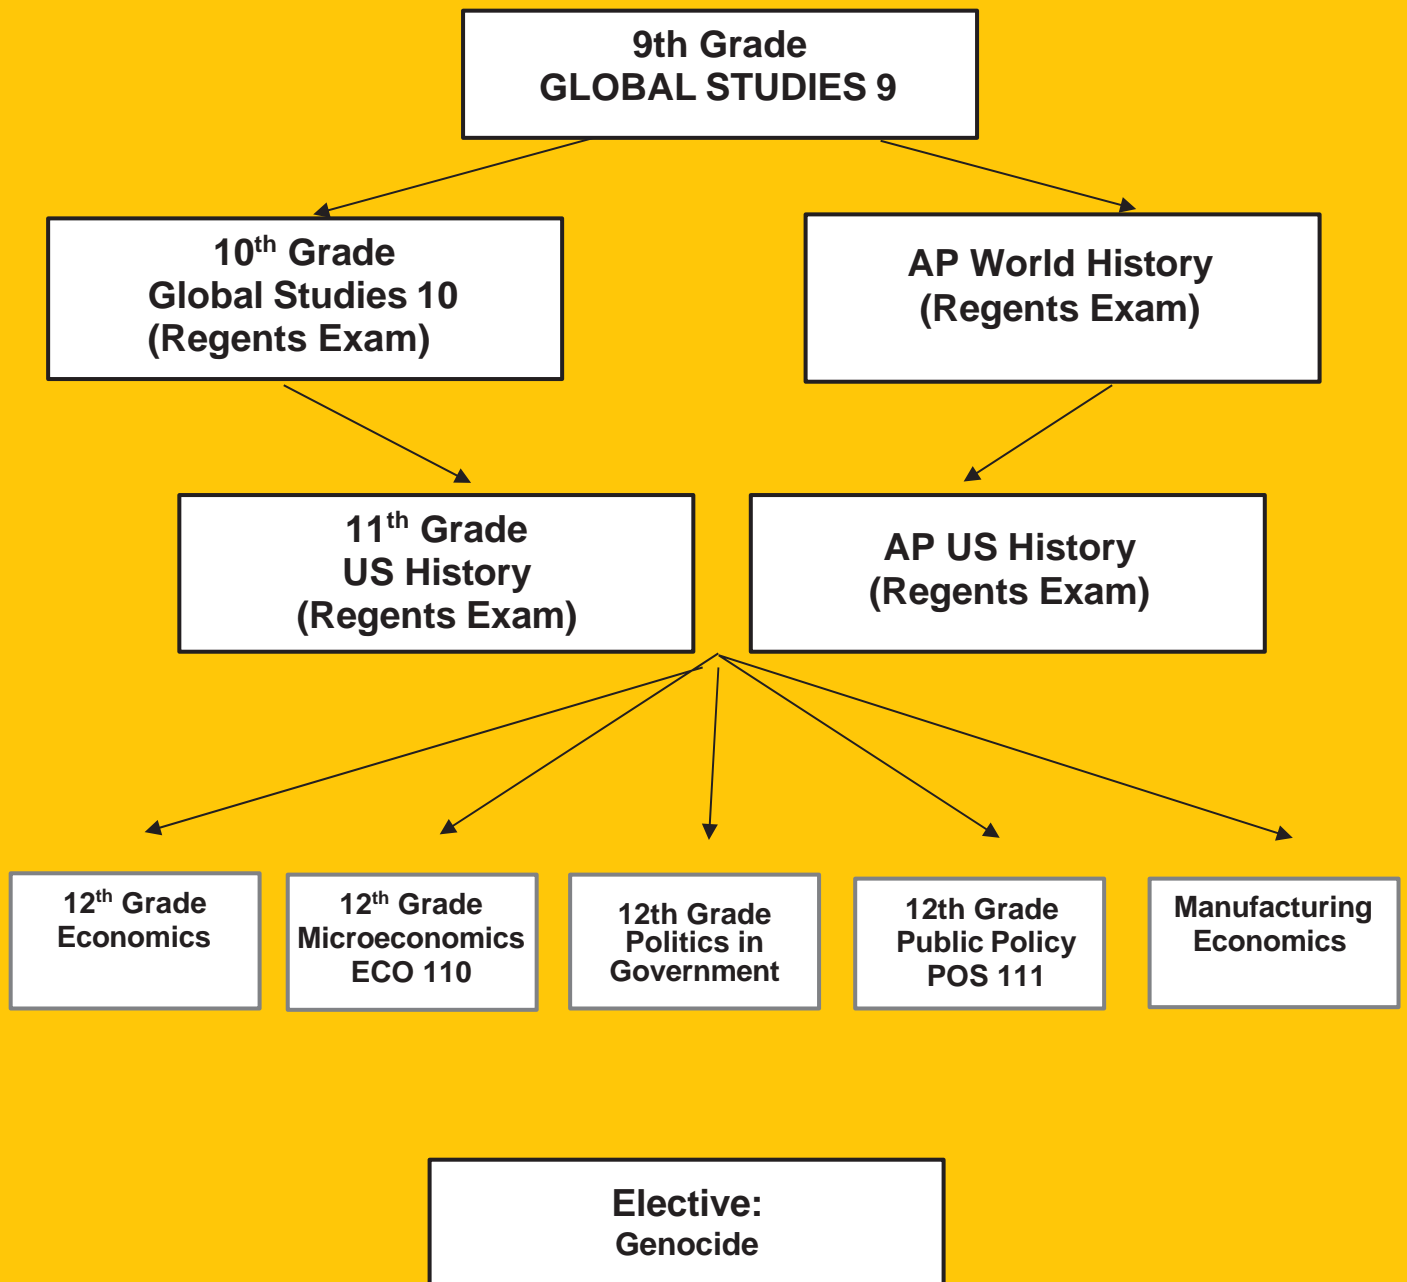 9th Grade
GLOBAL STUDIES 9
10th Grade
Global Studies 10
(Regents Exam)
AP World History
(Regents Exam)
11th Grade
US History
(Regents Exam)
AP US History
(Regents Exam)
12th Grade
Economics
12th Grade
Microeconomics
ECO 110
12th Grade
Politics in
Government
12th Grade
Public Policy
POS 111
Manufacturing
Economics
Elective:
Genocide